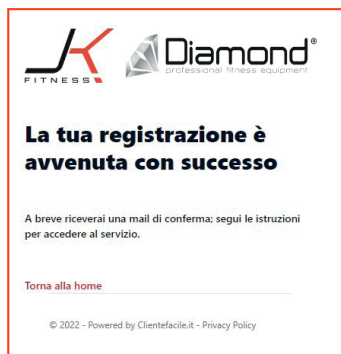 JK
FITNESS
Diamond®
professional fitness equipment
La tua registrazione è
avvenuta con successo
A breve riceverai una mail di conferma; segui le istruzioni
per accedere al servizio.
Torna alla home
© 2022 - Powered by Clientefacile.it - Privacy Policy